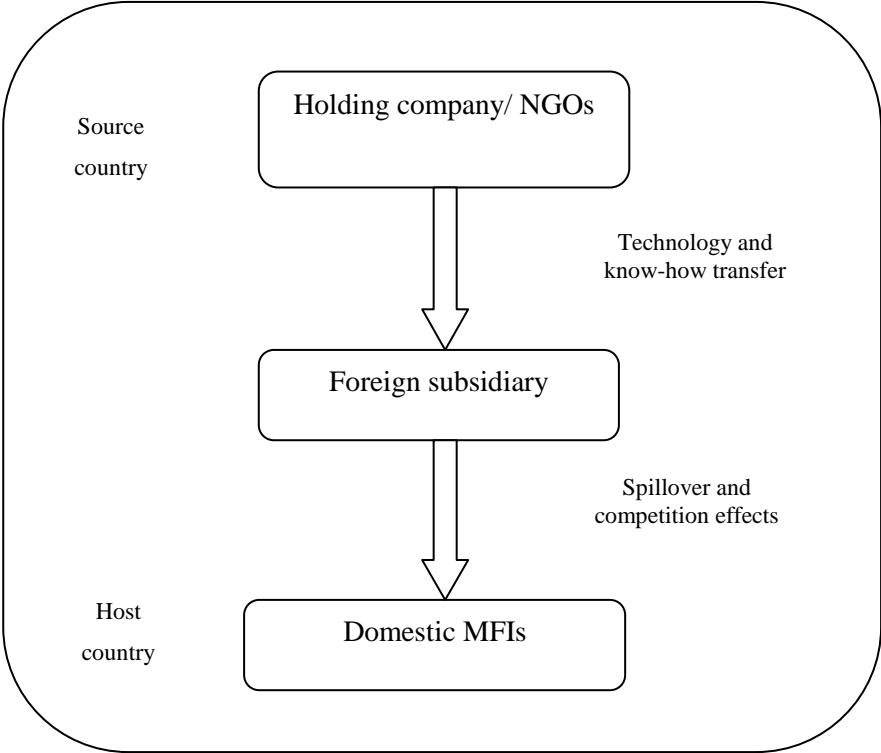 Holding company/ NGOs
Source
country
Technology and
know-how transfer
Foreign subsidiary
Spillover and
competition effects
Host
country
Domestic MFIs